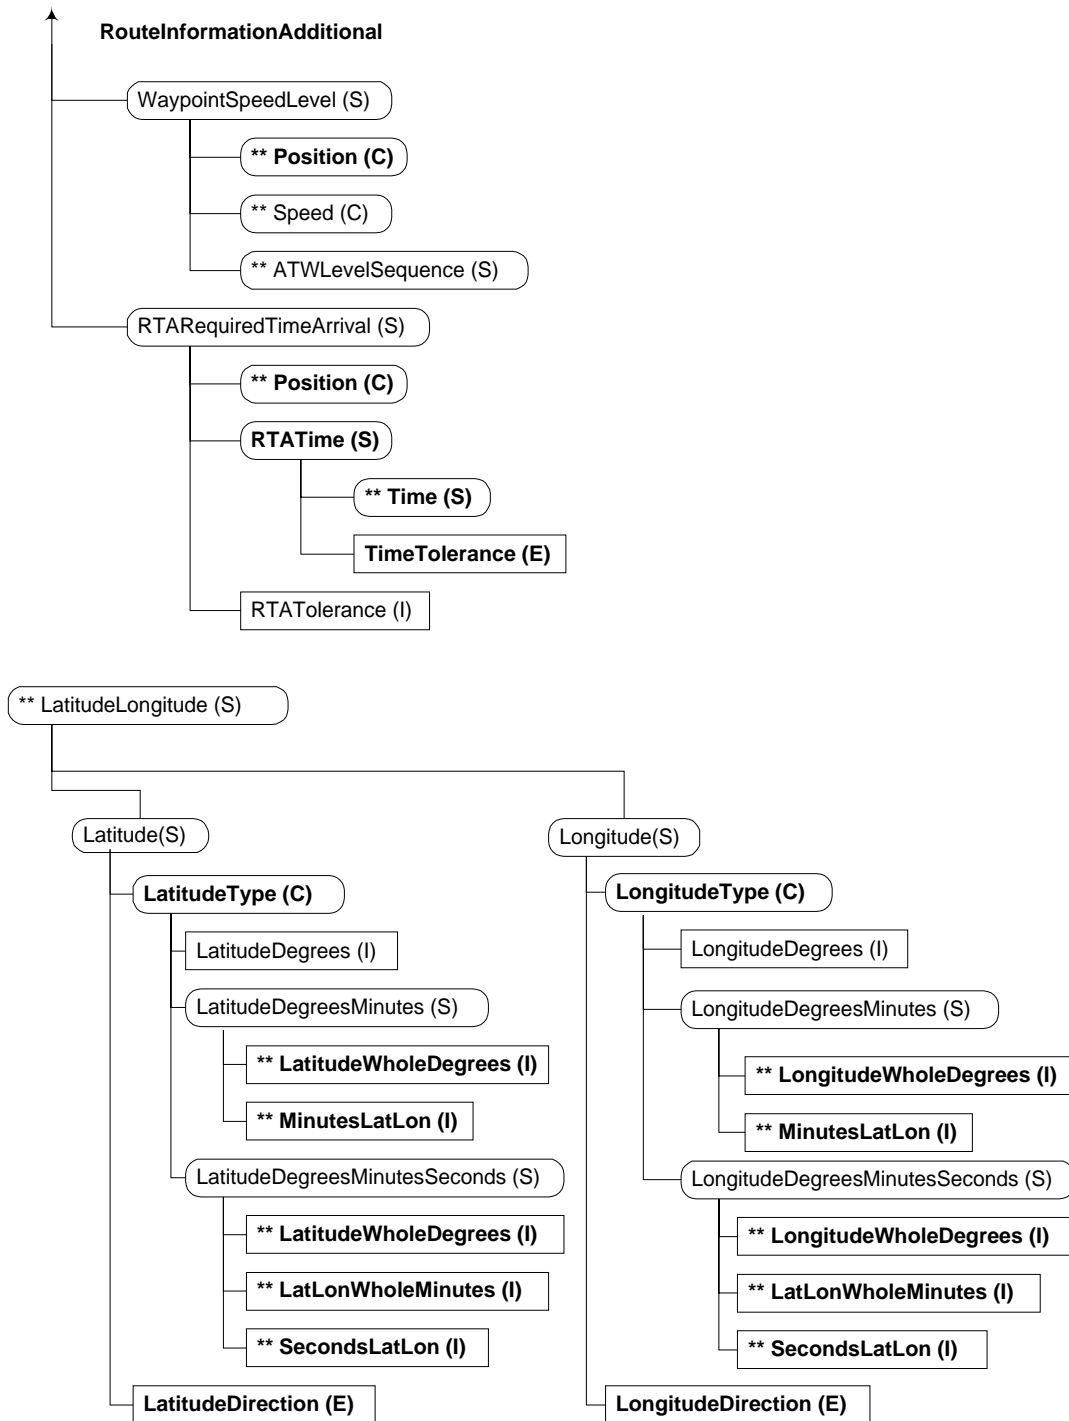 RouteInformationAdditional
WaypointSpeedLevel (S)
** Position (C)
** Speed (C)
** ATWLevelSequence (S)
RTARequiredTimeArrival (S)
** Position (C)
RTATime (S)
** Time (S)
TimeTolerance (E)
RTATolerance (I)
** LatitudeLongitude (S)
Latitude(S)
LatitudeType (C)
LatitudeDegrees (I)
LatitudeDegreesMinutes (S)
** LatitudeWholeDegrees (I)
** MinutesLatLon (I)
LatitudeDegreesMinutesSeconds (S)
** LatitudeWholeDegrees (I)
** LatLonWholeMinutes (I)
** SecondsLatLon (I)
LatitudeDirection (E)
Longitude(S)
LongitudeType (C)
LongitudeDegrees (I)
LongitudeDegreesMinutes (S)
** LongitudeWholeDegrees (I)
** MinutesLatLon (I)
LongitudeDegreesMinutesSeconds (S)
** LongitudeWholeDegrees (I)
** LatLonWholeMinutes (I)
** SecondsLatLon (I)
LongitudeDirection (E)